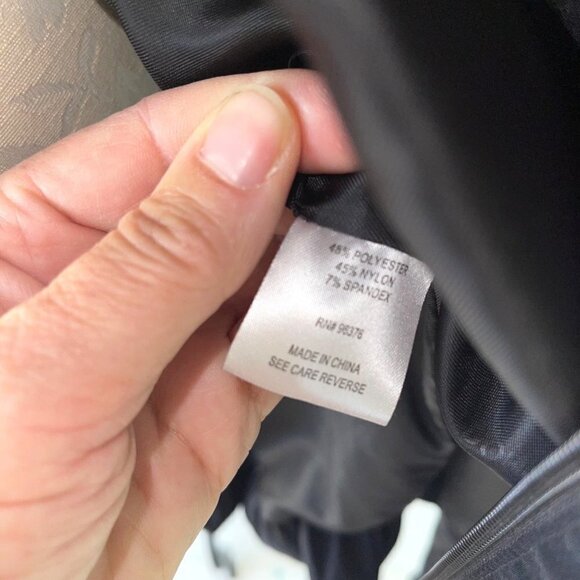 48% POLYESTER
45% NYLON
7% SPANDEX
RN# 96376
MADE IN CHINA
SEE CARE REVERSE